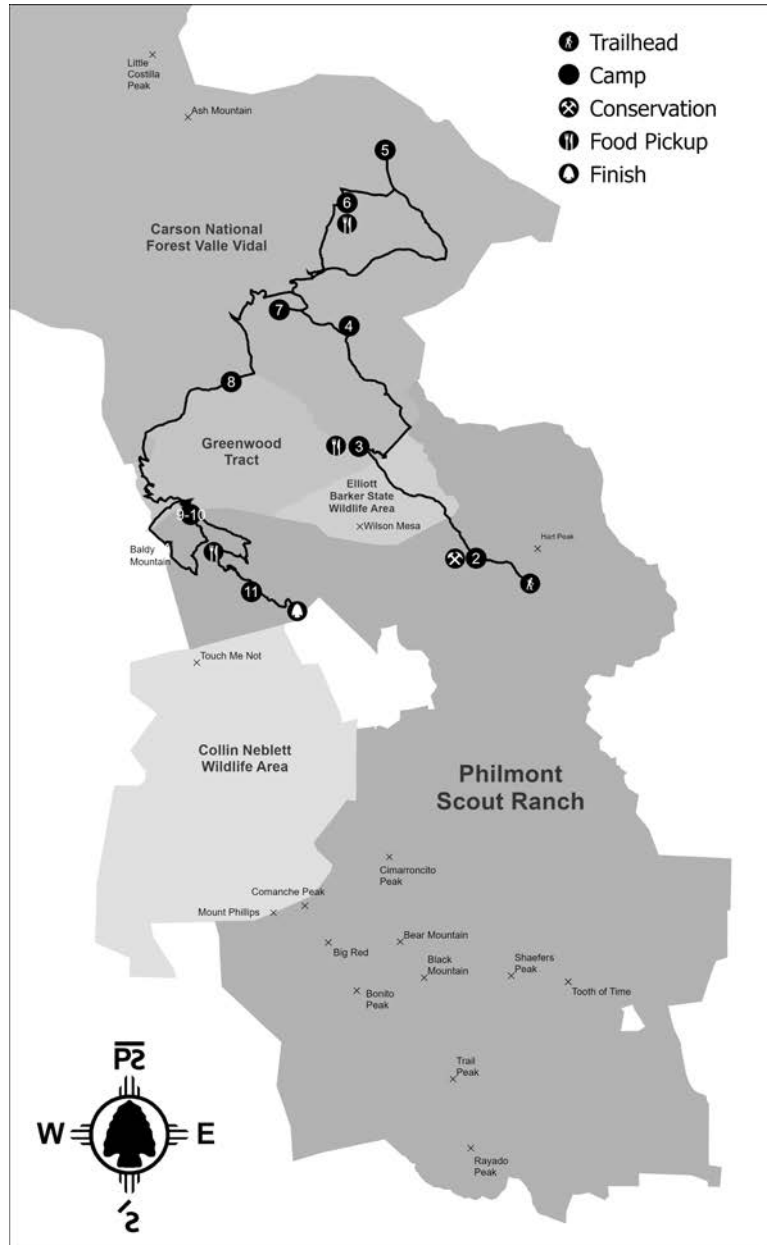 Trailhead
Camp
Conservation
Food Pickup
Finish
Little
Costilla
Peak
Ash Mountain
5
6
Carson National
Forest Valle Vidal
7
4
8
Greenwood
Tract
3
Elliott
Barker State
Wildlife Area
Wilson Mesa
9-10
Baldy
Mountain
2
Hart Peak
11
Touch Me Not
Collin Neblett
Wildlife Area
Philmont
Scout Ranch
Cimarroncito
Peak
Comanche Peak
Mount Phillips
Big Red
Bear Mountain
Black
Mountain
Shaefers
Peak
Tooth of Time
Bonito
Peak
Trail
Peak
Rayado
Peak
W
E